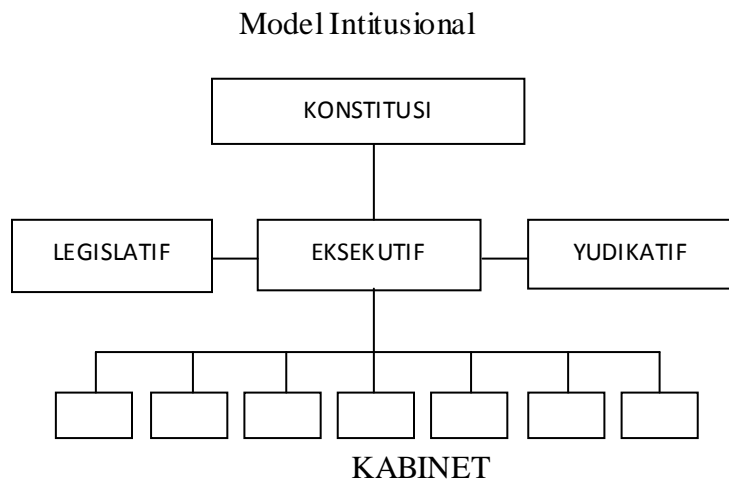 Model Intitusional
KONSTITUSI
LEGISLATIF
EKSEKUTIF
YUDIKATIF
KABINET